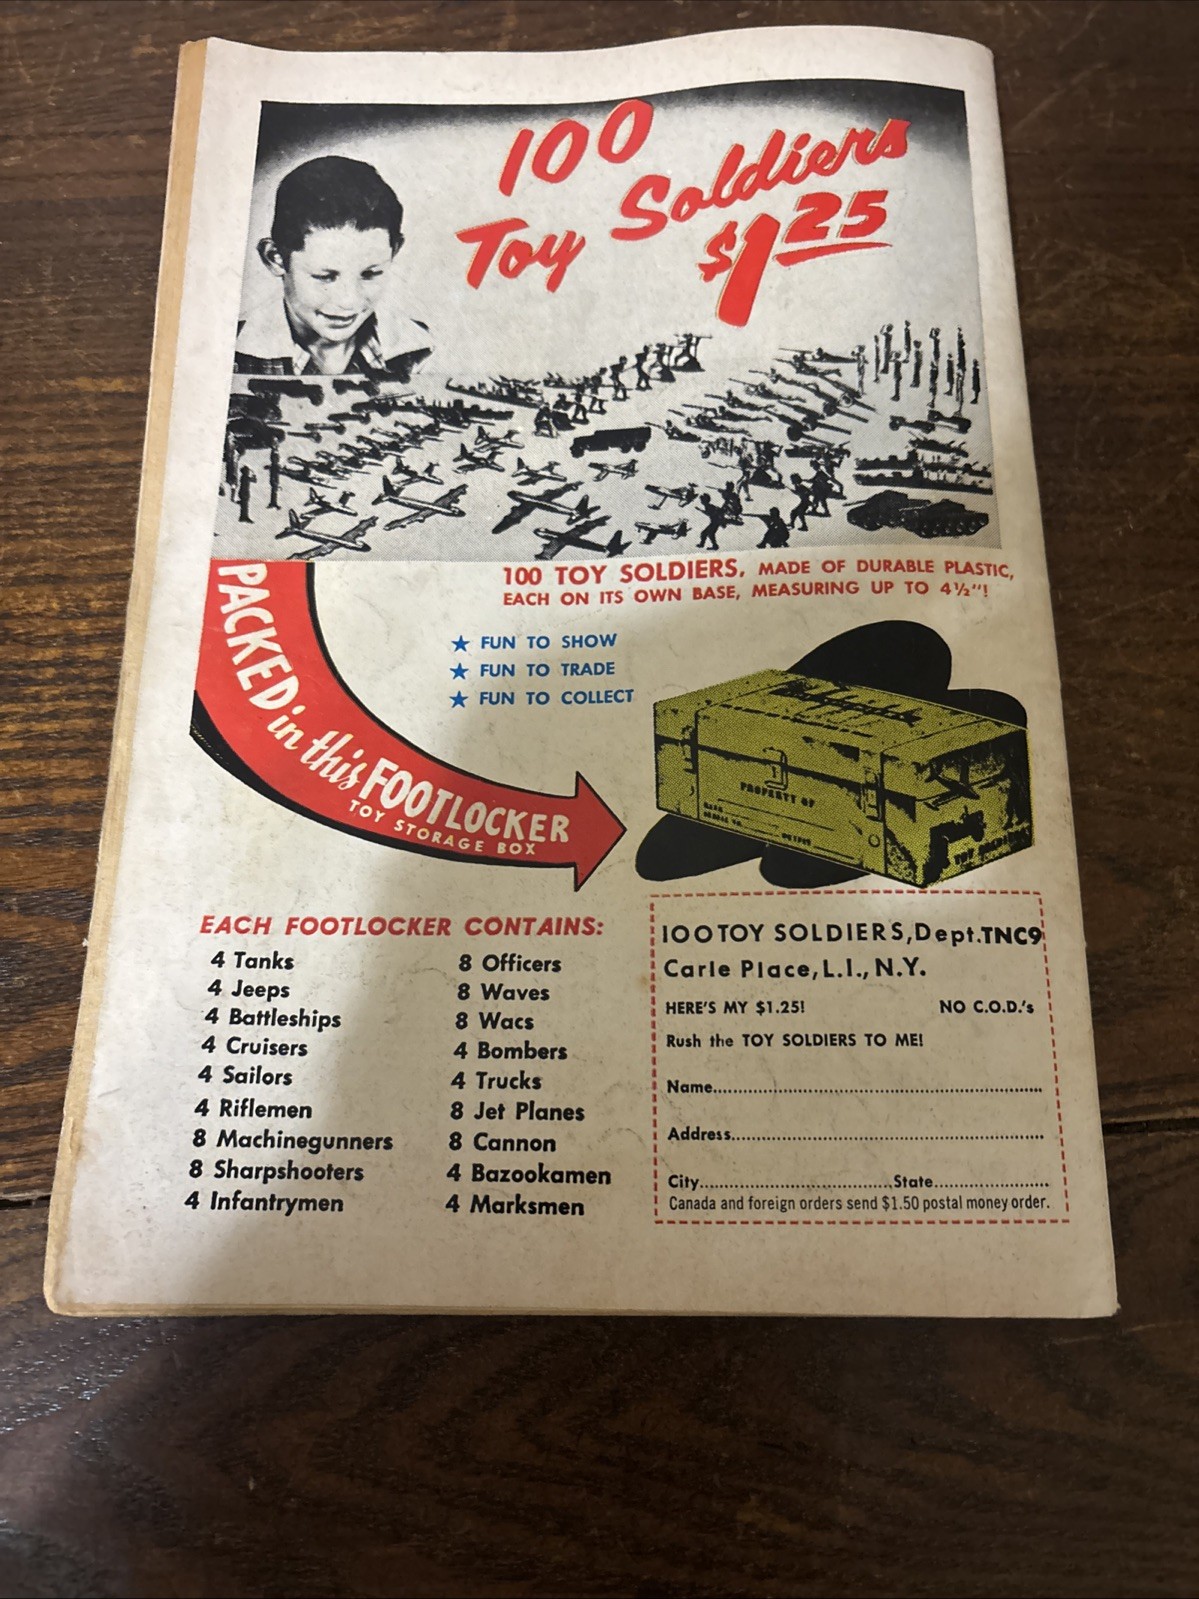 100
Toy Soldiers
$1.25
100 TOY SOLDIERS, MADE OF DURABLE PLASTIC,
EACH ON ITS OWN BASE, MEASURING UP TO 4½"!
★ FUN TO SHOW
★ FUN TO TRADE
★ FUN TO COLLECT
PACKED in this FOOTLOCKER
TOY STORAGE BOX
PROPERTY OF
EACH FOOTLOCKER CONTAINS:
4 Tanks
4 Jeeps
4 Battleships
4 Cruisers
4 Sailors
4 Riflemen
8 Machinegunners
8 Sharpshooters
4 Infantrymen
8 Officers
8 Waves
8 Wacs
4 Bombers
4 Trucks
8 Jet Planes
8 Cannon
4 Bazookamen
4 Marksmen
100 TOY SOLDIERS, Dept. TNC9
Carle Place, L.I., N.Y.
HERE'S MY $1.25! NO C.O.D.'s
Rush the TOY SOLDIERS TO ME!
Name
Address
City State
Canada and foreign orders send $1.50 postal money order.